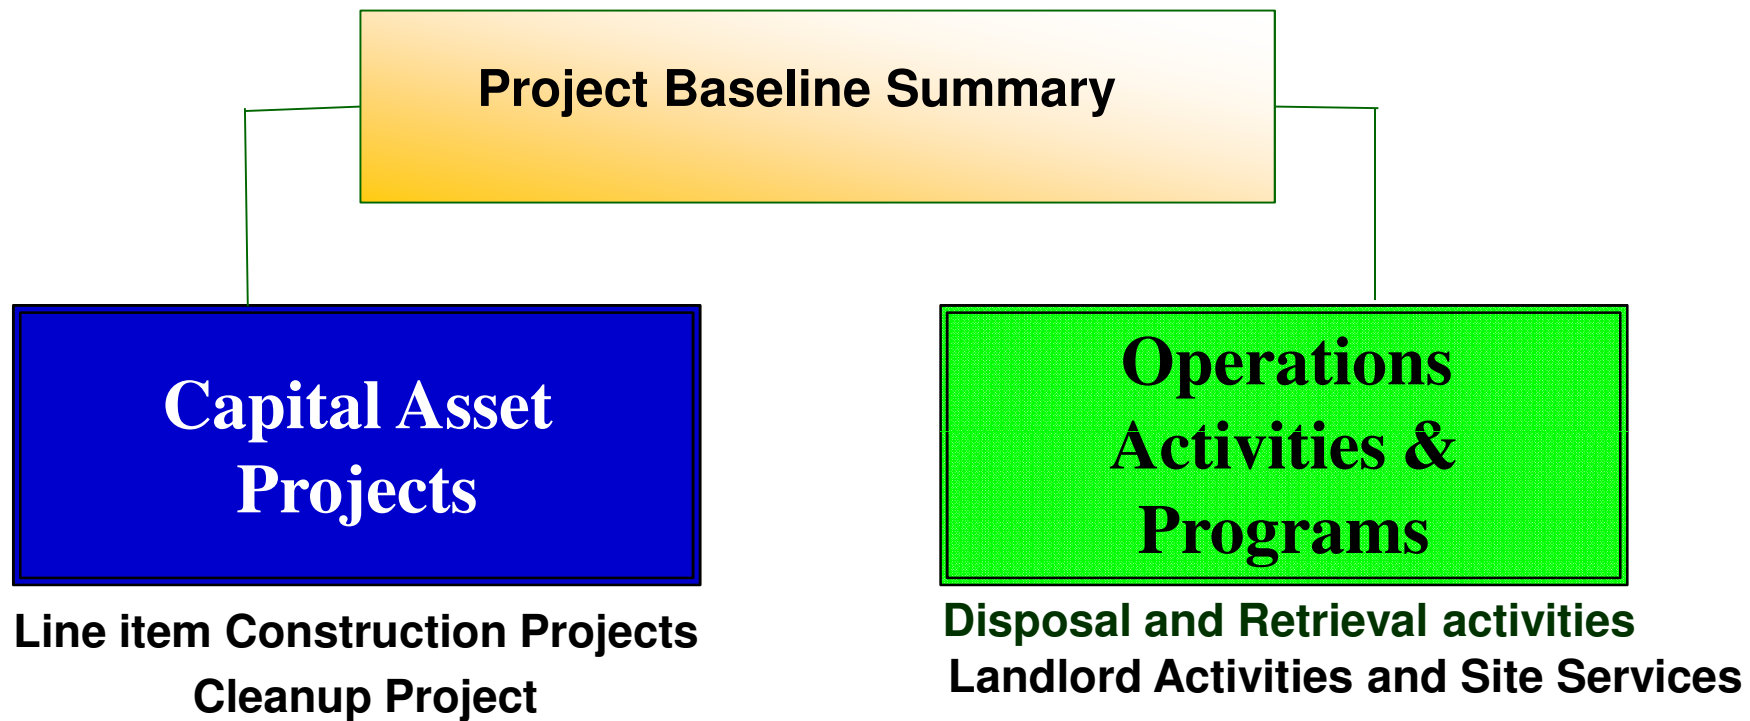 Project Baseline Summary
Capital Asset
Projects
Operations
Activities &
Programs
Line item Construction Projects
Cleanup Project
Disposal and Retrieval activities
Landlord Activities and Site Services